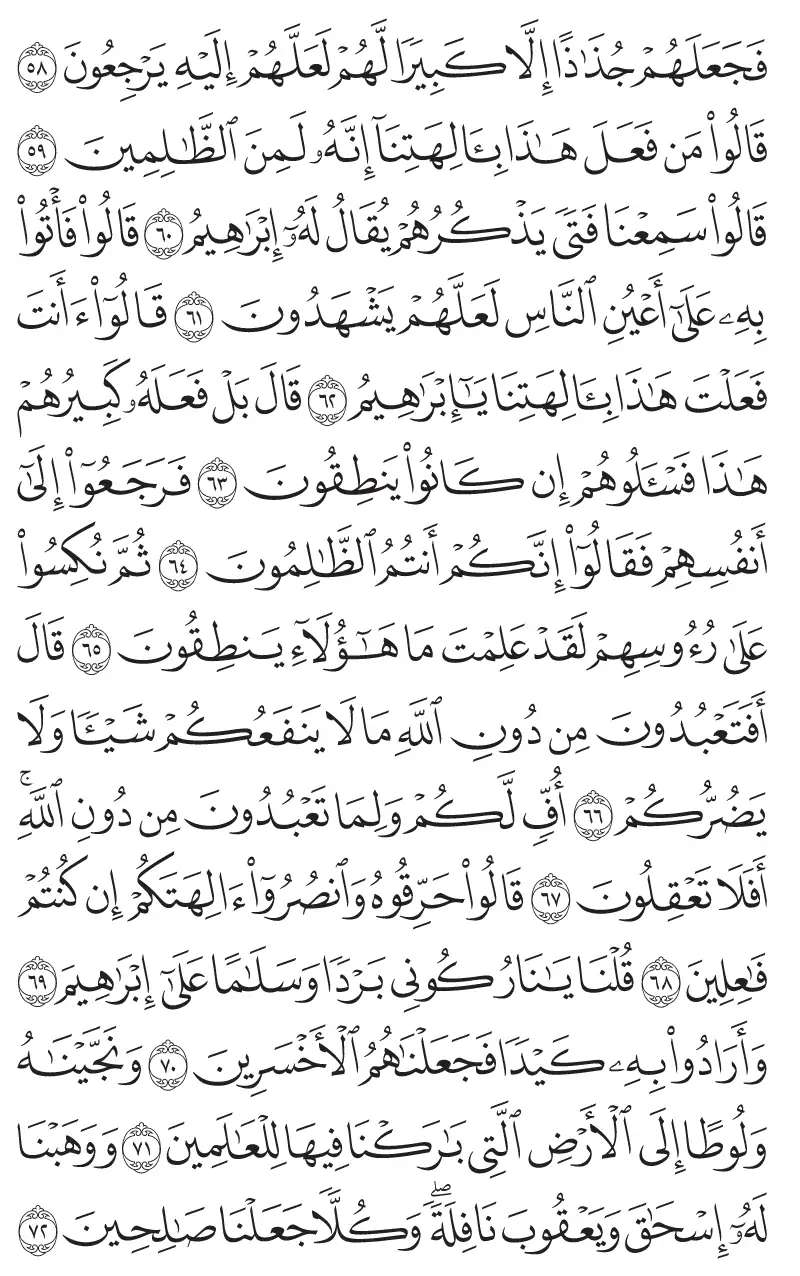 فَجَعَلَهُمْ جُذَٰذًا إِلَّا كَبِيرًا لَّهُمْ لَعَلَّهُمْ إِلَيْهِ يَرْجِعُونَ ٥٨
قَالُوا۟ مَن فَعَلَ هَٰذَا بِـَٔالِهَتِنَآ إِنَّهُۥ لَمِنَ ٱلظَّٰلِمِينَ ٥٩
قَالُوا۟ سَمِعْنَا فَتًى يَذْكُرُهُمْ يُقَالُ لَهُۥٓ إِبْرَٰهِيمُ ٦٠ قَالُوا۟ فَأْتُوا۟
بِهِۦ عَلَىٰٓ أَعْيُنِ ٱلنَّاسِ لَعَلَّهُمْ يَشْهَدُونَ ٦١ قَالُوٓا۟ ءَأَنتَ
فَعَلْتَ هَٰذَا بِـَٔالِهَتِنَا يَٰٓإِبْرَٰهِيمُ ٦٢ قَالَ بَلْ فَعَلَهُۥ كَبِيرُهُمْ
هَٰذَا فَسْـَٔلُوهُمْ إِن كَانُوا۟ يَنطِقُونَ ٦٣ فَرَجَعُوٓا۟ إِلَىٰٓ
أَنفُسِهِمْ فَقَالُوٓا۟ إِنَّكُمْ أَنتُمُ ٱلظَّٰلِمُونَ ٦٤ ثُمَّ نُكِسُوا۟
عَلَىٰ رُءُوسِهِمْ لَقَدْ عَلِمْتَ مَا هَٰٓؤُلَآءِ يَنطِقُونَ ٦٥ قَالَ
أَفَتَعْبُدُونَ مِن دُونِ ٱللَّهِ مَا لَا يَنفَعُكُمْ شَيْـًٔا وَلَا
يَضُرُّكُمْ ٦٦ أُفٍّ لَّكُمْ وَلِمَا تَعْبُدُونَ مِن دُونِ ٱللَّهِۚ
أَفَلَا تَعْقِلُونَ ٦٧ قَالُوا۟ حَرِّقُوهُ وَٱنصُرُوٓا۟ ءَالِهَتَكُمْ إِن كُنتُمْ
فَٰعِلِينَ ٦٨ قُلْنَا يَٰنَارُ كُونِى بَرْدًا وَسَلَٰمًا عَلَىٰٓ إِبْرَٰهِيمَ ٦٩
وَأَرَادُوا۟ بِهِۦ كَيْدًا فَجَعَلْنَٰهُمُ ٱلْأَخْسَرِينَ ٧٠ وَنَجَّيْنَٰهُ
وَلُوطًا إِلَى ٱلْأَرْضِ ٱلَّتِى بَٰرَكْنَا فِيهَا لِلْعَٰلَمِينَ ٧١ وَوَهَبْنَا
لَهُۥٓ إِسْحَٰقَ وَيَعْقُوبَ نَافِلَةًۖ وَكُلًّا جَعَلْنَا صَٰلِحِينَ ٧٢